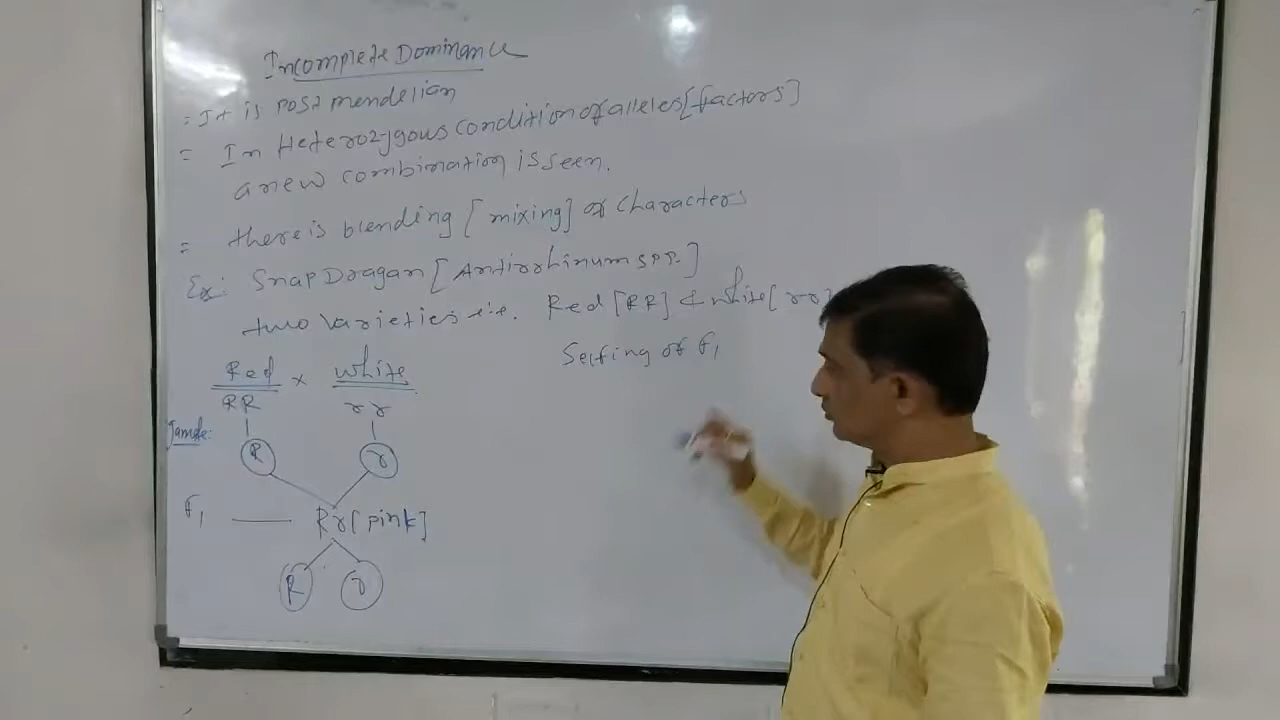 Incomplete Dominance
= It is post mendelian
= In Heterozygous condition of alleles [factors]
a new combination is seen.
= there is blending [mixing] of characters
Ex: Snap Dragan [Antirrhinum spp.]
two varieties i.e. Red [RR] & white [rr]
Red × white
RR rr
Gamete:
R r
F1 — Rr [pink]
R r
Selfing of F1